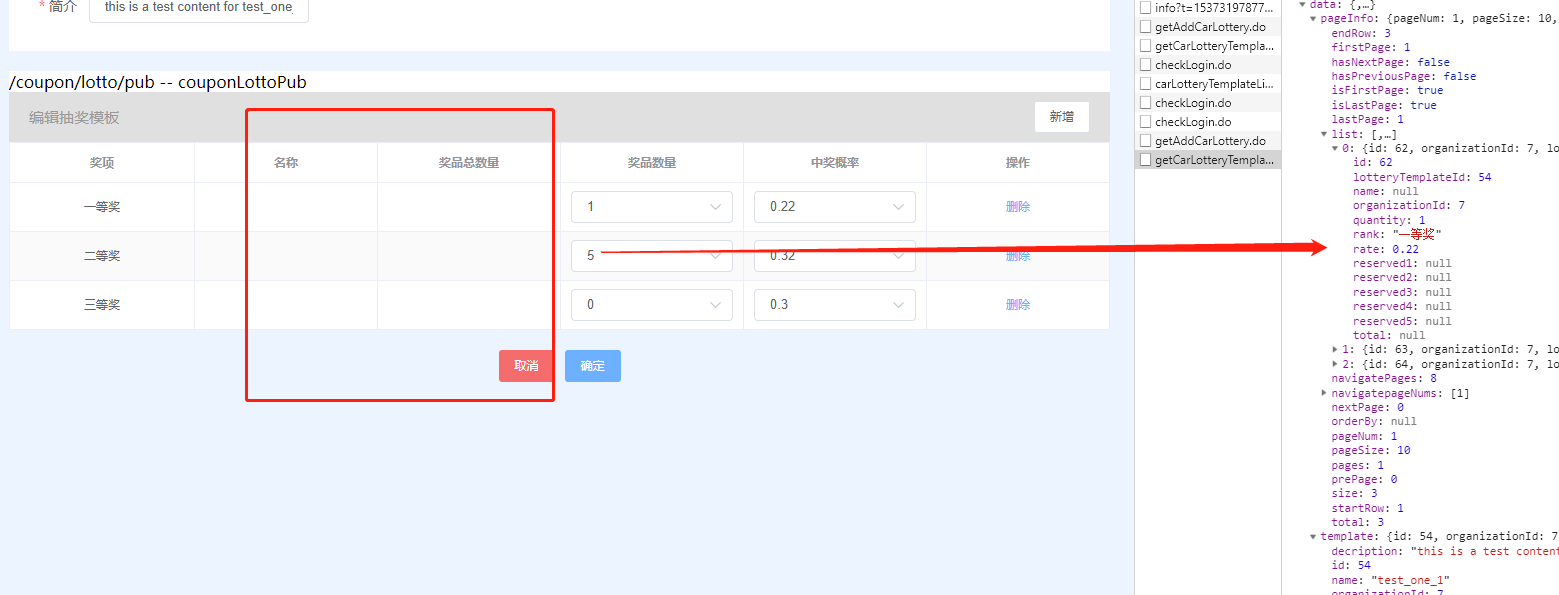 * 简介 this is a test content for test_one_
/coupon/lotto/pub -- couponLottoPub
编辑抽奖模板 新增
奖项 名称 奖品总数量 奖品数量 中奖概率 操作
一等奖 1 0.22 删除
二等奖 5 0.32 删除
三等奖 0 0.3 删除
取消 确定
info?t=15373197877...
getAddCarLottery.do
getCarLotteryTempla...
checkLogin.do
carLotteryTemplateLi...
checkLogin.do
checkLogin.do
getAddCarLottery.do
getCarLotteryTempla...
data: {,…}
pageInfo: {pageNum: 1, pageSize: 10,
endRow: 3
firstPage: 1
hasNextPage: false
hasPreviousPage: false
isFirstPage: true
isLastPage: true
lastPage: 1
list: [,…]
0: {id: 62, organizationId: 7, lo
id: 62
lotteryTemplateId: 54
name: null
organizationId: 7
quantity: 1
rank: "一等奖"
rate: 0.22
reserved1: null
reserved2: null
reserved3: null
reserved4: null
reserved5: null
total: null
1: {id: 63, organizationId: 7, lo
2: {id: 64, organizationId: 7, lo
navigatePages: 8
navigatepageNums: [1]
nextPage: 0
orderBy: null
pageNum: 1
pageSize: 10
pages: 1
prePage: 0
size: 3
startRow: 1
total: 3
template: {id: 54, organizationId: 7
decription: "this is a test content
id: 54
name: "test_one_1"
organizationId: 7